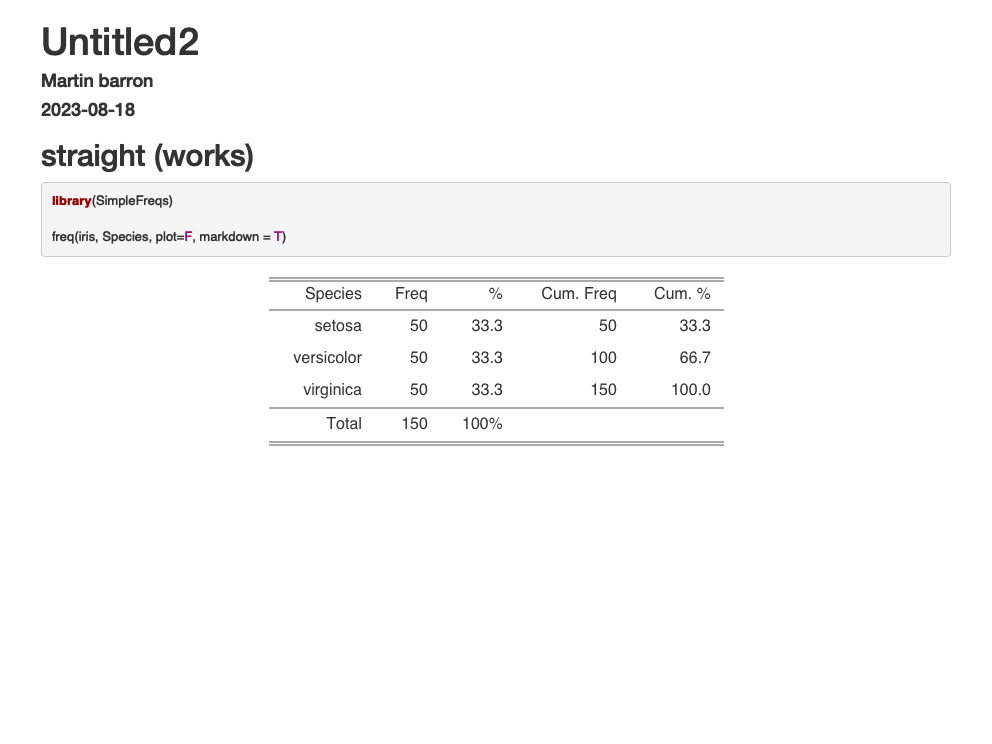 Untitled2
Martin barron
2023-08-18
straight (works)
library(SimpleFreqs)
freq(iris, Species, plot=F, markdown = T)
Species Freq % Cum. Freq Cum. %
setosa 50 33.3 50 33.3
versicolor 50 33.3 100 66.7
virginica 50 33.3 150 100.0
Total 150 100%